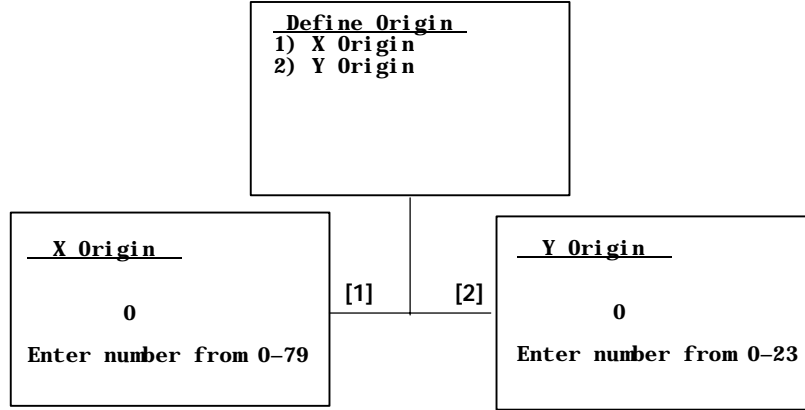 Define Origin
1) X Origin
2) Y Origin
X Origin
0
Enter number from 0–79
[1]
[2]
Y Origin
0
Enter number from 0–23